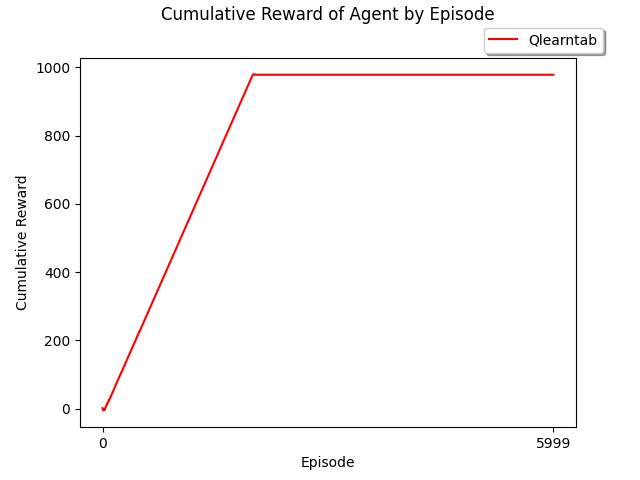 Cumulative Reward of Agent by Episode
Qlearntab
1000
800
600
400
200
0
Cumulative Reward
0 5999
Episode